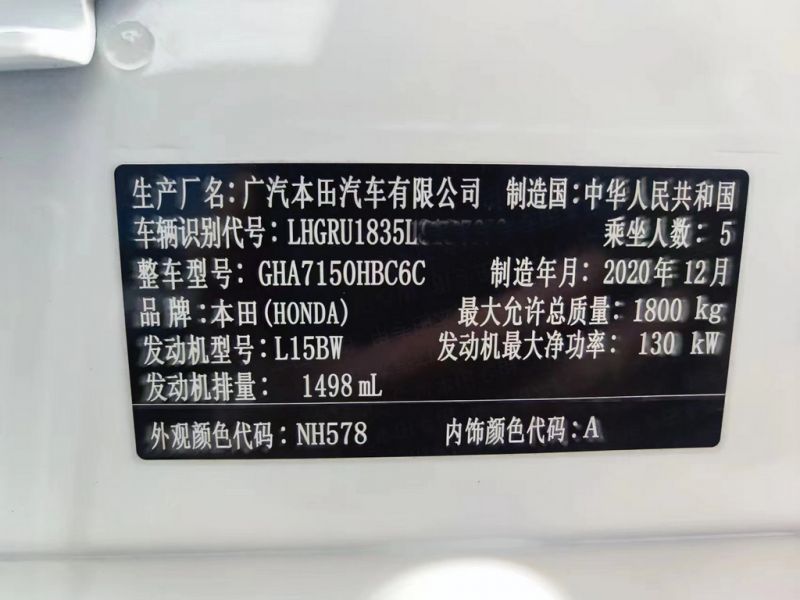 生产厂名：广汽本田汽车有限公司 制造国：中华人民共和国
车辆识别代号：LHGRU1835L 乘坐人数：5
整车型号：GHA7150HBC6C 制造年月：2020年12月
品牌：本田(HONDA) 最大允许总质量：1800 kg
发动机型号：L15BW 发动机最大净功率：130 kW
发动机排量：1498 mL
外观颜色代码：NH578 内饰颜色代码：A